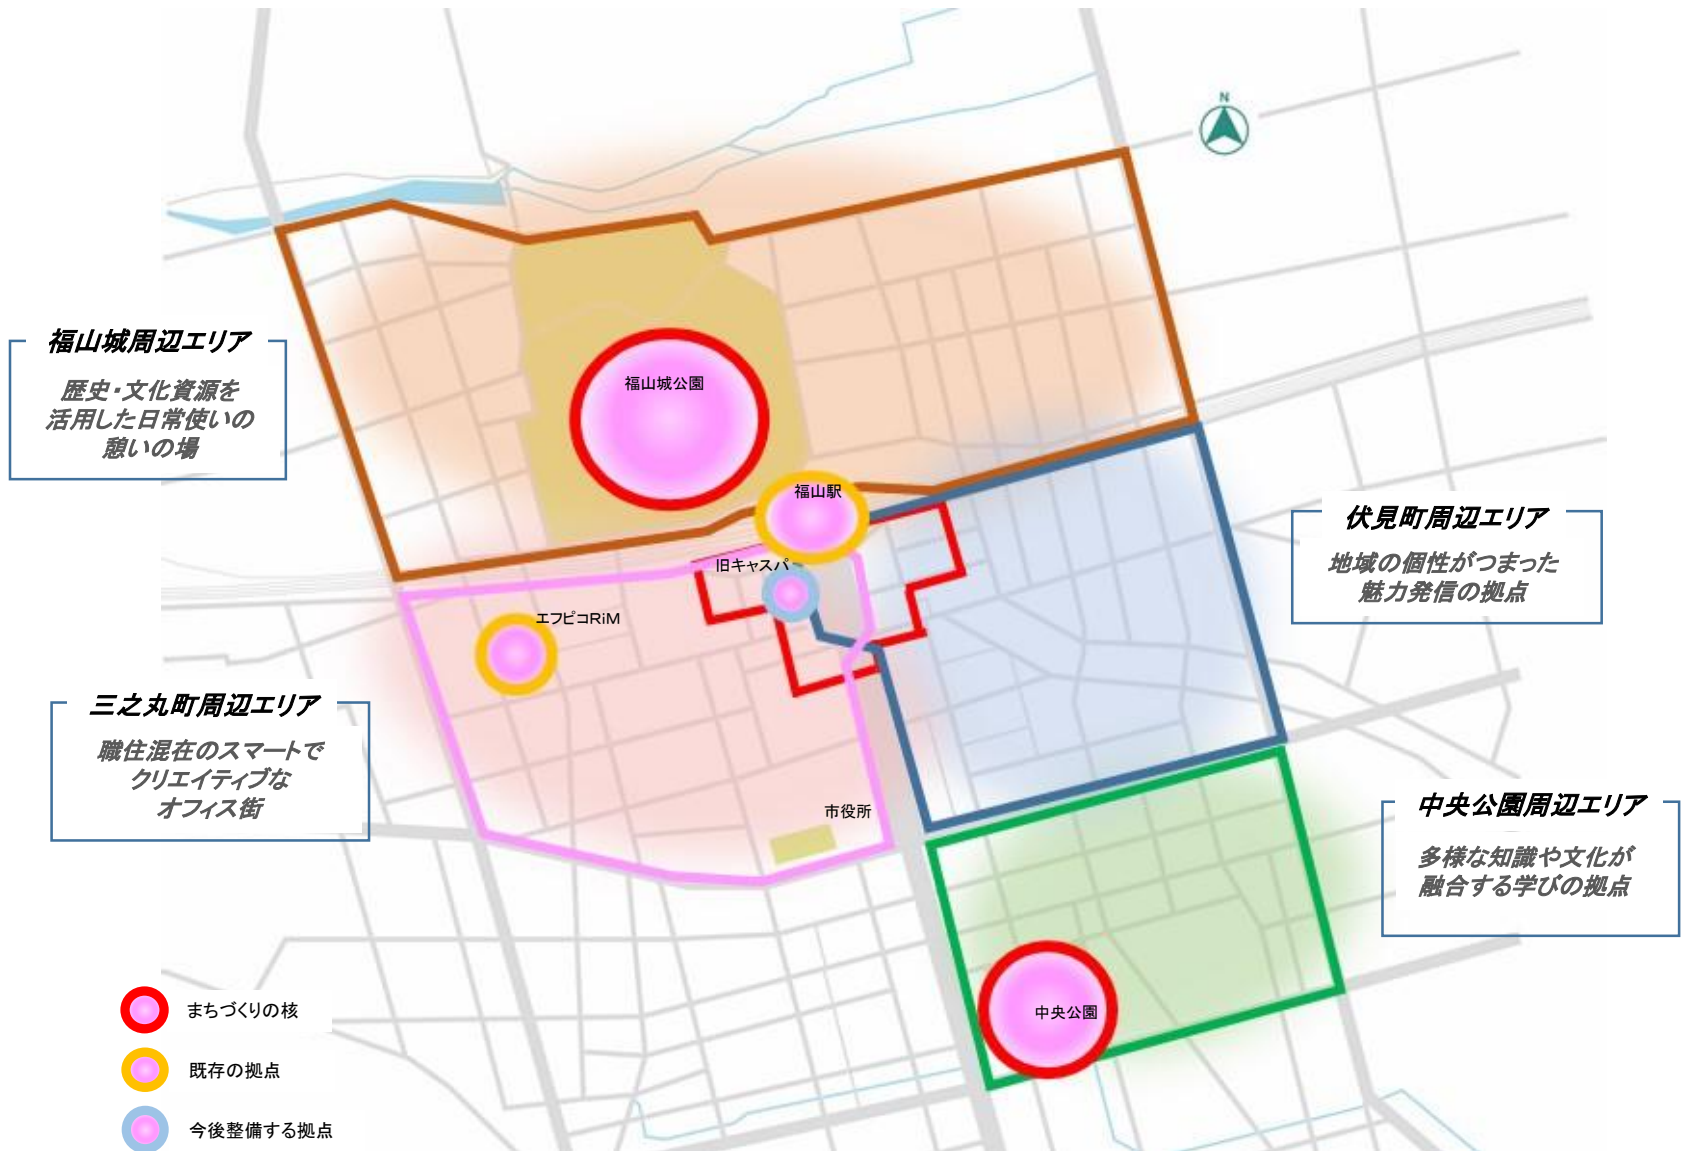 N
福山城周辺エリア
歴史・文化資源を
活用した日常使いの
憩いの場
福山城公園
福山駅
旧キャスパ
エフピコRiM
伏見町周辺エリア
地域の個性がつまった
魅力発信の拠点
三之丸町周辺エリア
職住混在のスマートで
クリエイティブな
オフィス街
市役所
中央公園周辺エリア
多様な知識や文化が
融合する学びの拠点
中央公園
まちづくりの核
既存の拠点
今後整備する拠点